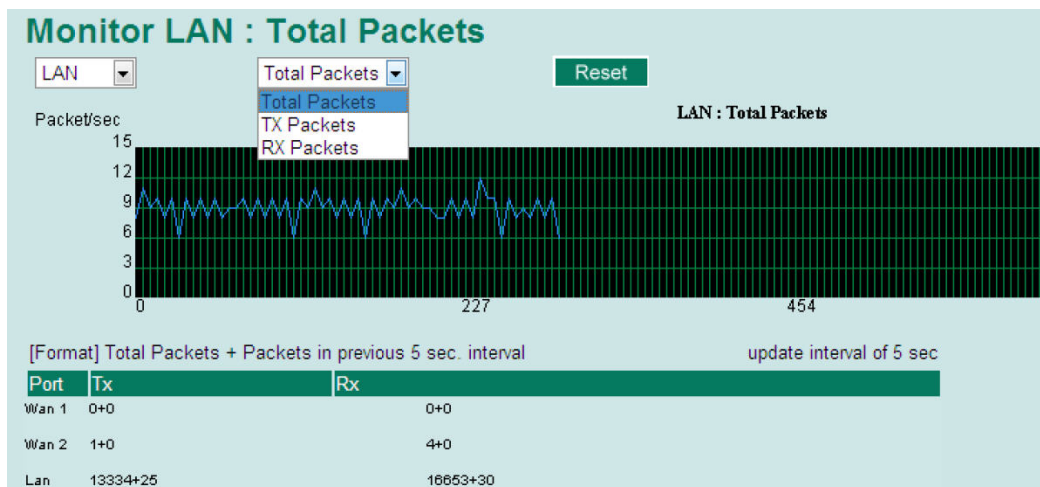 Monitor LAN : Total Packets
LAN Total Packets Reset
Total Packets
TX Packets
RX Packets
Packet/sec LAN : Total Packets
15
12
9
6
3
0
0 227 454
[Format] Total Packets + Packets in previous 5 sec. interval update interval of 5 sec
Port Tx Rx
Wan 1 0+0 0+0
Wan 2 1+0 4+0
Lan 13334+25 16653+30